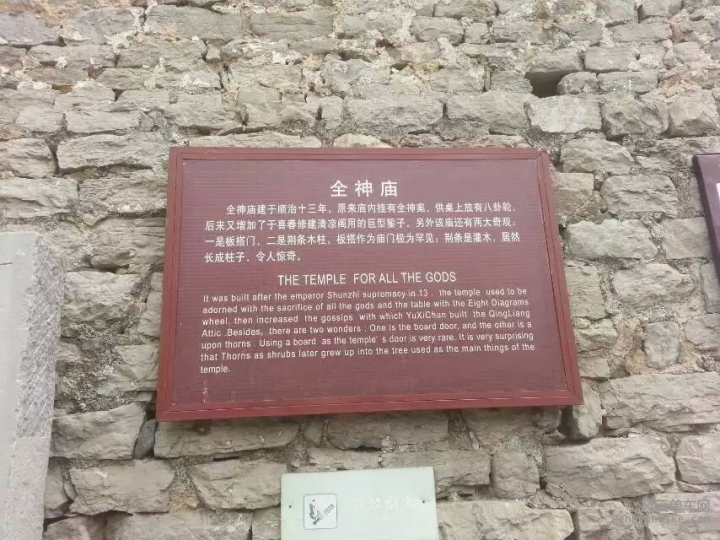 全神庙
全神庙建于顺治十三年。原来庙内挂有全神案，供桌上放有八卦轮，
后来又增加了于喜春修建清凉阁用的巨型錾子。另外该庙还有两大奇观，
一是板搭门，二是荆条木柱，板搭作为庙门极为罕见；荆条是灌木，居然
长成柱子，令人惊奇。
THE TEMPLE FOR ALL THE GODS
It was built after the emperor Shunzhi supremacy in 13 , the temple used to be
adorned with the sacrifice of all the gods and the table with the Eight Diagrams
wheel, then increased the gossips with which YuXiChun built the QingLiang
Attic .Besides, there are two wonders : One is the board door, and the other is a
upon thorns . Using a board as the temple's door is very rare. It is very surprising
that Thorns as shrubs later grew up into the tree used as the main things of the
temple.